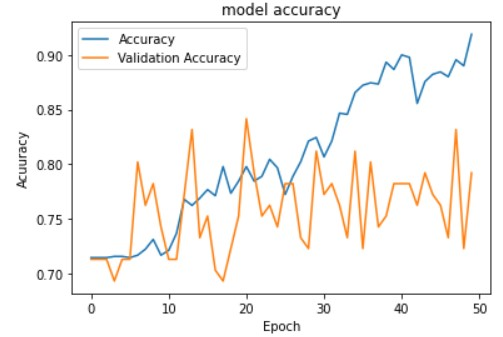 model accuracy
Accuracy
Validation Accuracy
0.90
0.85
0.80
0.75
0.70
Acuuracy
0 10 20 30 40 50
Epoch